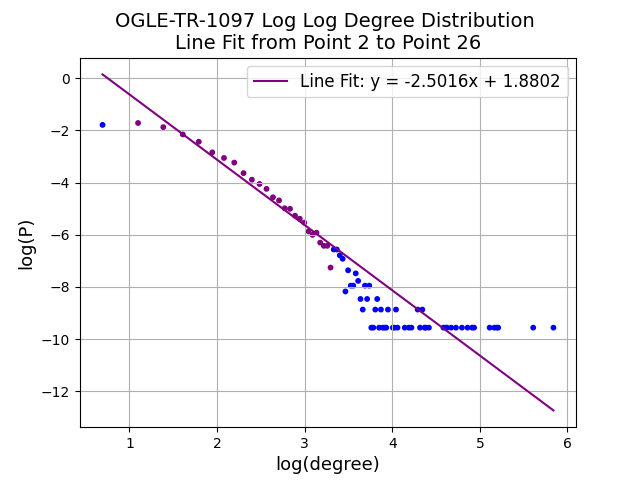 OGLE-TR-1097 Log Log Degree Distribution
Line Fit from Point 2 to Point 26
Line Fit: y = -2.5016x + 1.8802
0
−2
−4
−6
−8
−10
−12
log(P)
1 2 3 4 5 6
log(degree)